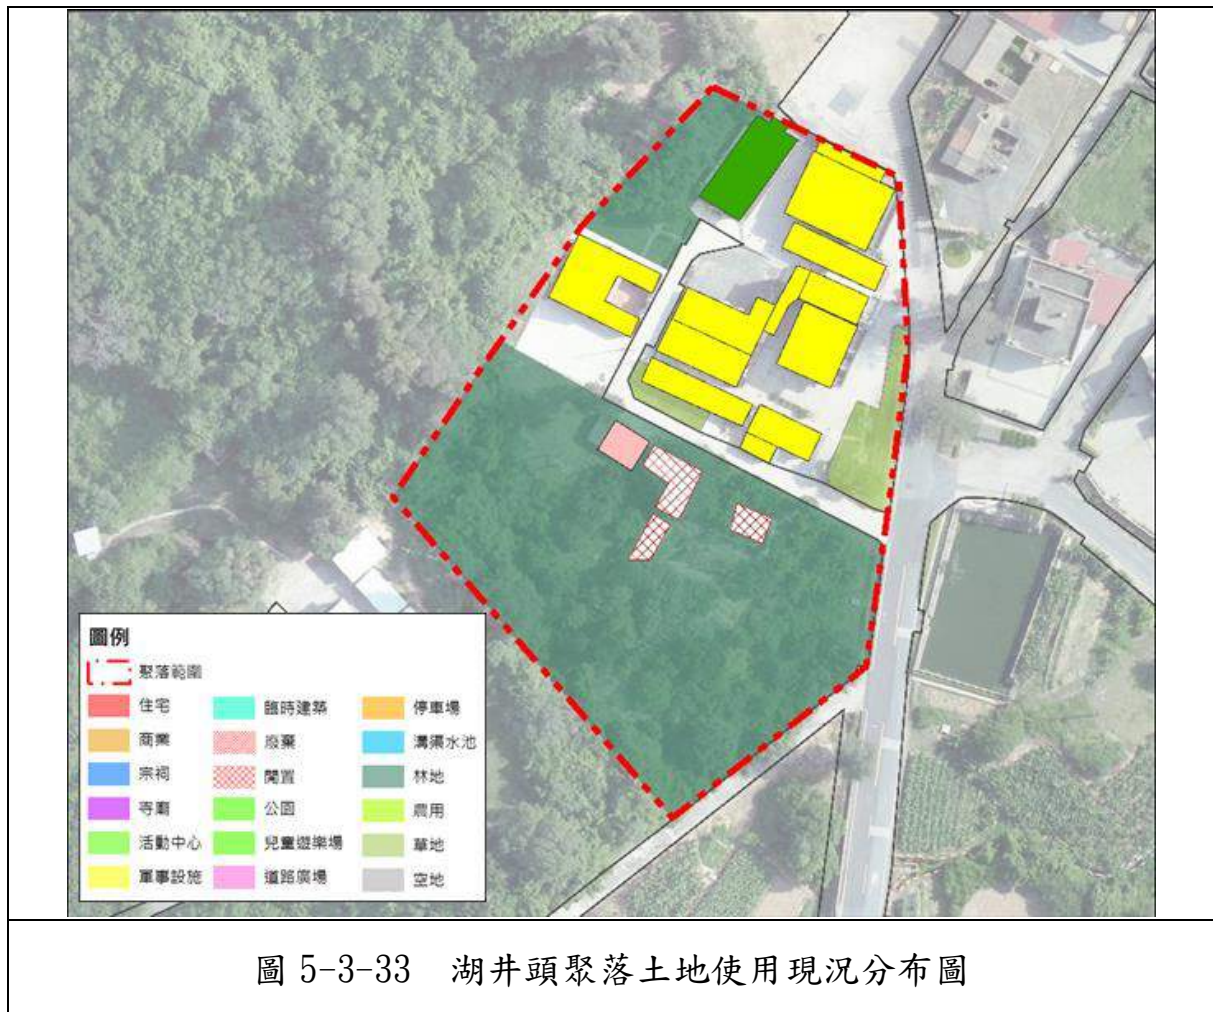 圖例
聚落範圍
住宅
臨時建築
停車場
商業
廢棄
溝渠水池
宗祠
閒置
林地
寺廟
公園
農用
活動中心
兒童遊樂場
草地
軍事設施
道路廣場
空地
圖 5-3-33 湖井頭聚落土地使用現況分布圖